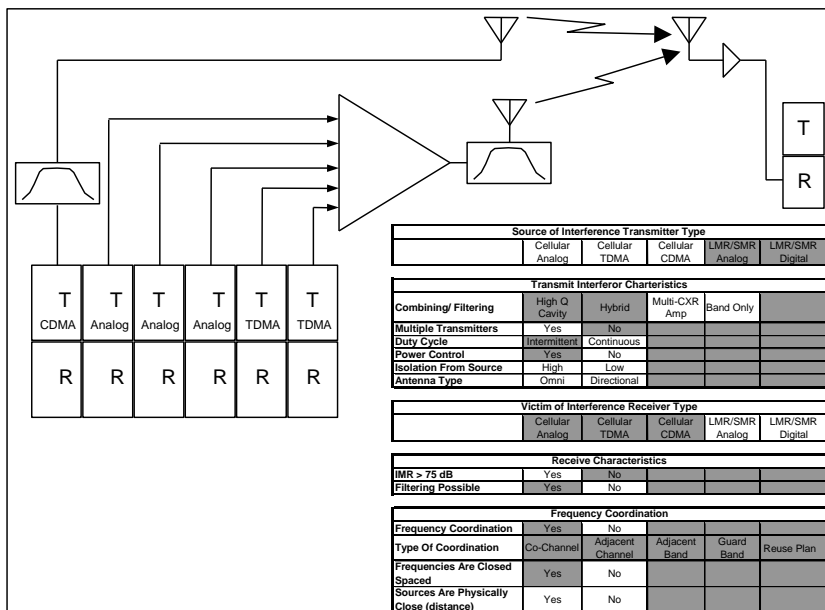 T
R
T T T T T T
CDMA Analog Analog Analog TDMA TDMA
R R R R R R
Source of Interference Transmitter Type
Cellular Analog Cellular TDMA Cellular CDMA LMR/SMR Analog LMR/SMR Digital
Transmit Interferor Charteristics
Combining/ Filtering High Q Cavity Hybrid Multi-CXR Amp Band Only
Multiple Transmitters Yes No
Duty Cycle Intermittent Continuous
Power Control Yes No
Isolation From Source High Low
Antenna Type Omni Directional
Victim of Interference Receiver Type
Cellular Analog Cellular TDMA Cellular CDMA LMR/SMR Analog LMR/SMR Digital
Receive Characteristics
IMR > 75 dB Yes No
Filtering Possible Yes No
Frequency Coordination
Frequency Coordination Yes No
Type Of Coordination Co-Channel Adjacent Channel Adjacent Band Guard Band Reuse Plan
Frequencies Are Closed Spaced Yes No
Sources Are Physically Close (distance) Yes No